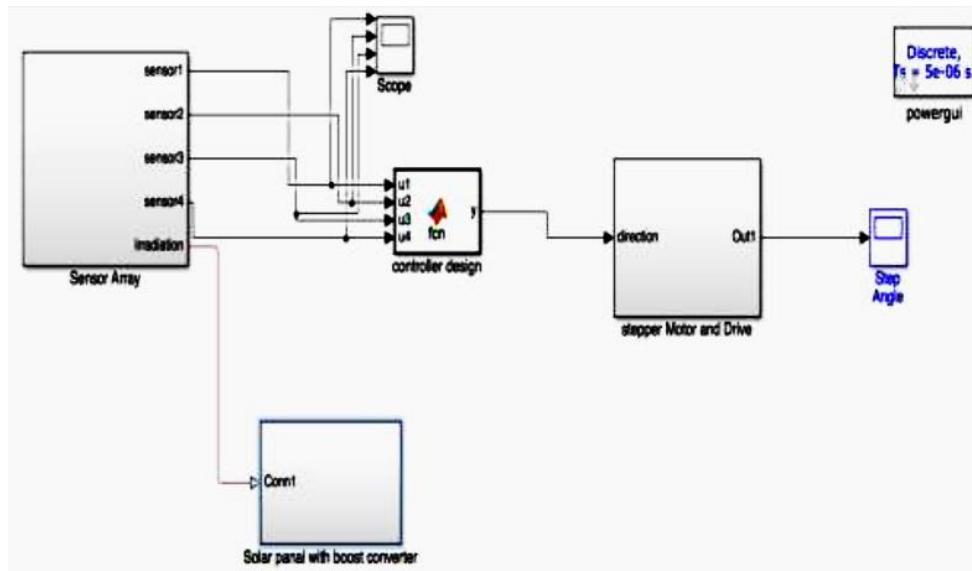 sensor1
sensor2
sensor3
sensor4
Irradiation
Sensor Array
Scope
u1
u2
u3
u4
fcn
y
controller design
direction
Out1
stepper Motor and Drive
Step
Angle
Discrete,
Ts = 5e-06 s
powergui
Conn1
Solar panal with boost converter